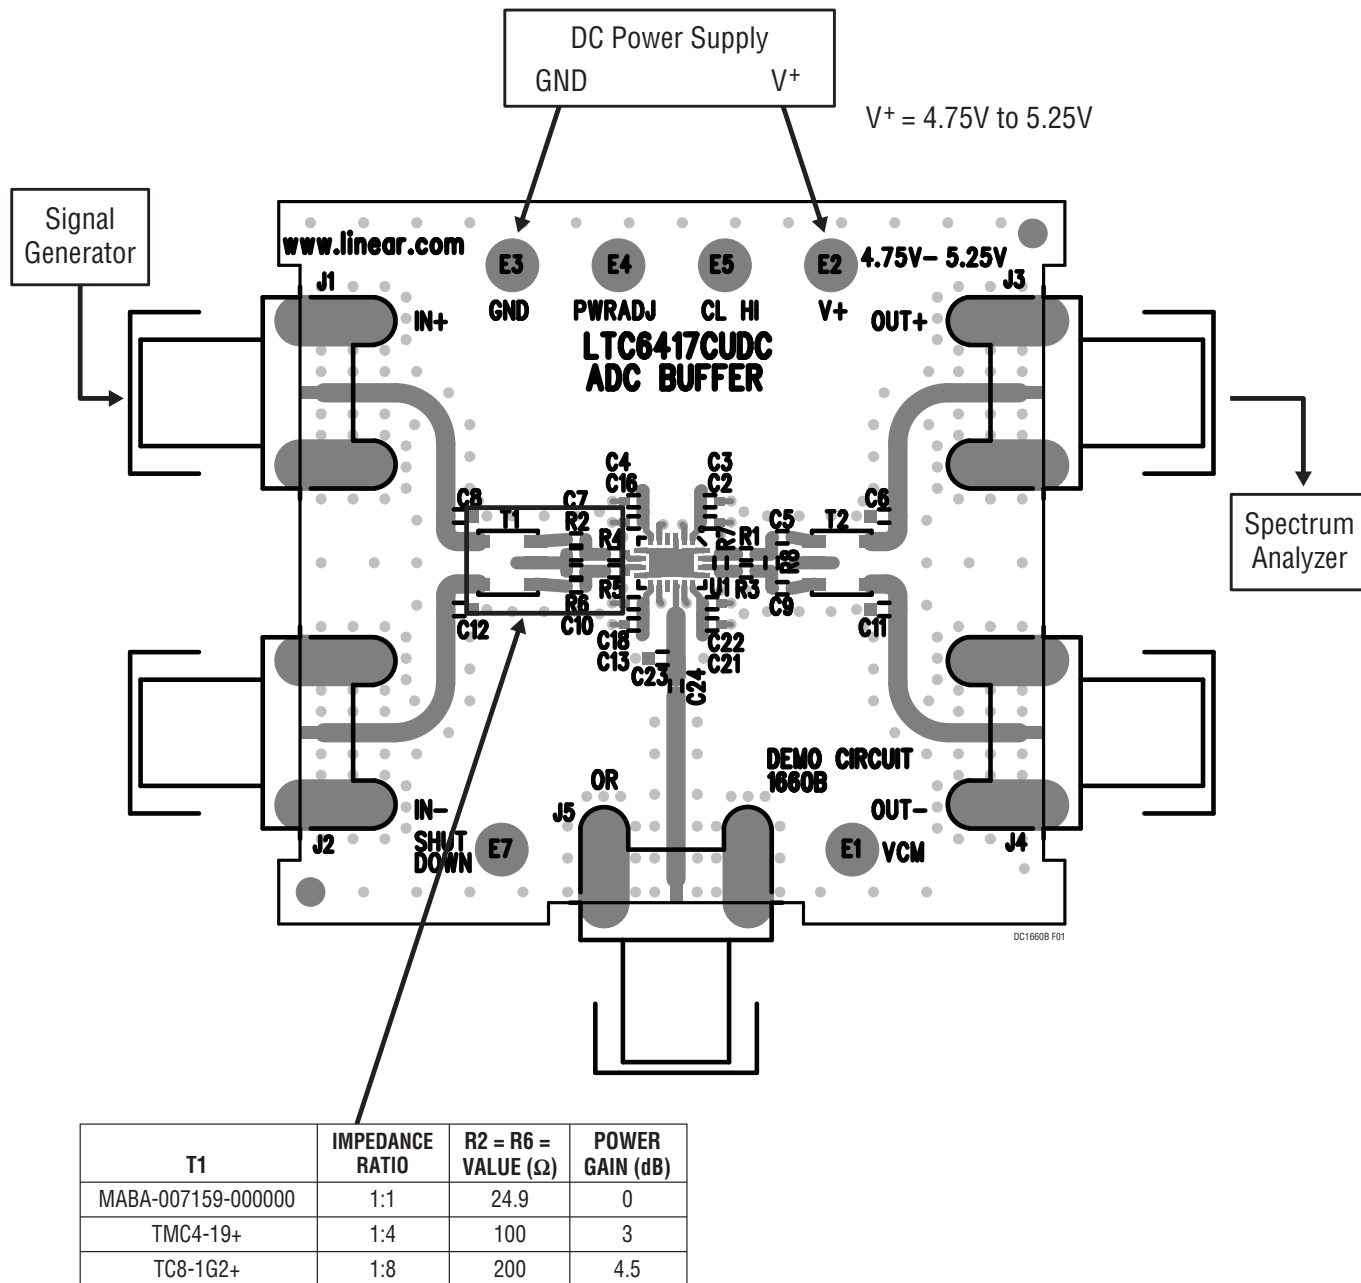 DC Power Supply
GND V+
V+ = 4.75V to 5.25V
Signal
Generator
www.linear.com
E3 E4 E5 E2 4.75V- 5.25V
J1 J3
IN+ GND PWRADJ CL HI V+ OUT+
LTC6417CUDC
ADC BUFFER
C4 C3
C16 C2
C8 C7 C6
T1 R2 C5 T2
R4 R7 R1
R8
R5 U1 R3
R6 C9
C12 C10 C11
C18 C22
C13 C21
C23 C24
Spectrum
Analyzer
DEMO CIRCUIT
1660B
OR
J5
IN- OUT-
J2 SHUT J4
DOWN E7 E1 VCM
DC1660B F01
T1 IMPEDANCE RATIO R2 = R6 = VALUE (Ω) POWER GAIN (dB)
MABA-007159-000000 1:1 24.9 0
TMC4-19+ 1:4 100 3
TC8-1G2+ 1:8 200 4.5